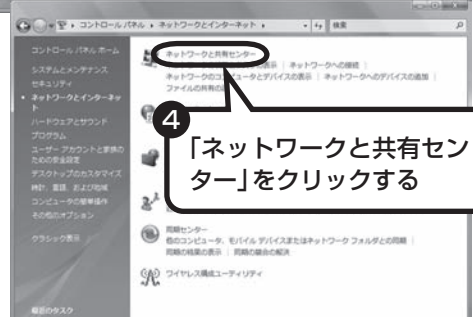 コントロール パネル ▸ ネットワークとインターネット ▸
検索
コントロール パネル ホーム
システムとメンテナンス
セキュリティ
ネットワークとインターネット
ハードウェアとサウンド
プログラム
ユーザー アカウントと家族のための安全設定
デスクトップのカスタマイズ
時計、言語、および地域
コンピュータの簡単操作
その他のオプション
クラシック表示
最近のタスク
ネットワークと共有センター
表示 | ネットワークへの接続 |
ネットワークのコンピュータとデバイスの表示 | ネットワークへのデバイスの追加 |
ファイルの共有の
4
「ネットワークと共有セン
ター」をクリックする
同期センター
他のコンピュータ、モバイル デバイスまたはネットワーク フォルダとの同期 |
同期の結果の表示 | 同期の競合の解決
ワイヤレス構成ユーティリティ